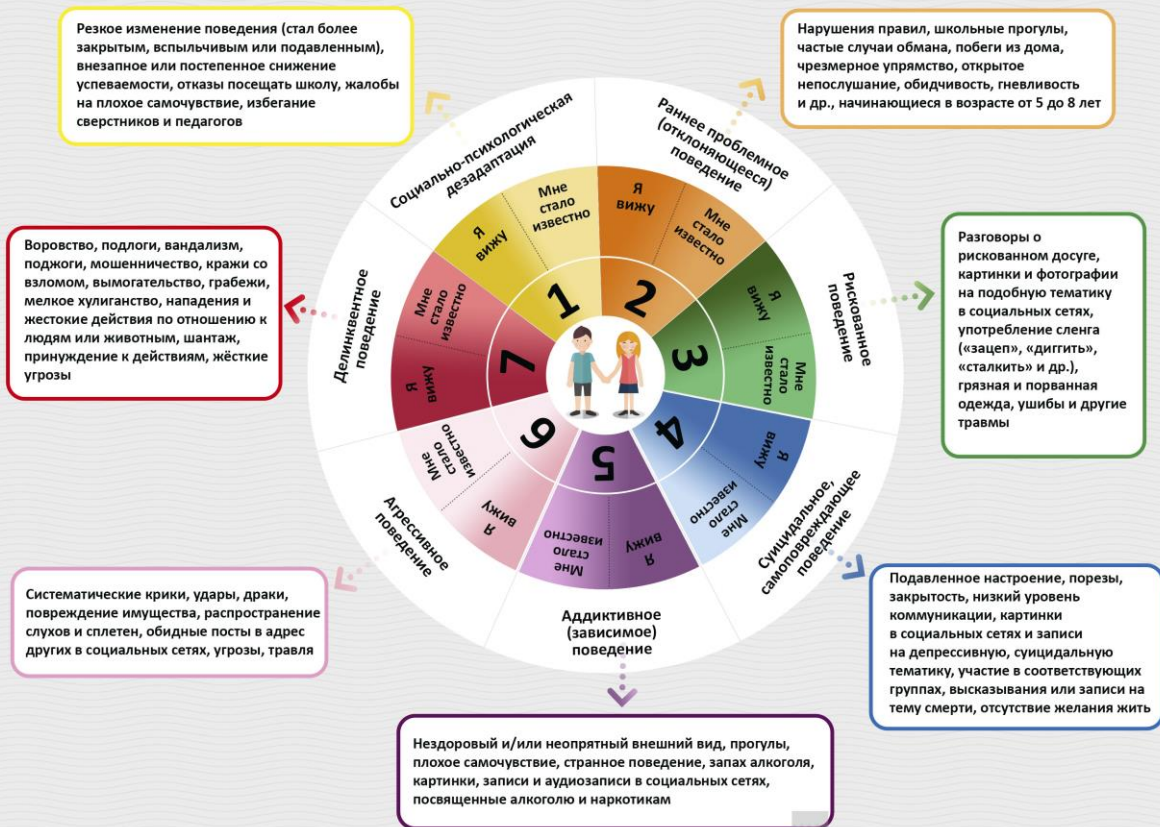 Резкое изменение поведения (стал более
закрытым, вспыльчивым или подавленным),
внезапное или постепенное снижение
успеваемости, отказы посещать школу, жалобы
на плохое самочувствие, избегание
сверстников и педагогов
Нарушения правил, школьные прогулы,
частые случаи обмана, побеги из дома,
чрезмерное упрямство, открытое
непослушание, обидчивость, гневливость
и др., начинающиеся в возрасте от 5 до 8 лет
Социально-психологическая
дезадаптация
Я
вижу
Мне
стало
известно
1
Раннее проблемное
(отклоняющееся)
поведение
Я
вижу
Мне
стало
известно
2
Рискованное
поведение
Я
вижу
Мне
стало
известно
3
Разговоры о
рискованном досуге,
картинки и фотографии
на подобную тематику
в социальных сетях,
употребление сленга
(«зацеп», «диггить»,
«сталкить» и др.),
грязная и порванная
одежда, ушибы и другие
травмы
Суицидальное,
самоповреждающее
поведение
Я
вижу
Мне
стало
известно
4
Подавленное настроение, порезы,
закрытость, низкий уровень
коммуникации, картинки
в социальных сетях и записи
на депрессивную, суицидальную
тематику, участие в соответствующих
группах, высказывания или записи на
тему смерти, отсутствие желания жить
Аддиктивное
(зависимое)
поведение
Я
вижу
Мне
стало
известно
5
Нездоровый и/или неопрятный внешний вид, прогулы,
плохое самочувствие, странное поведение, запах алкоголя,
картинки, записи и аудиозаписи в социальных сетях,
посвященные алкоголю и наркотикам
Агрессивное
поведение
Я
вижу
Мне
стало
известно
6
Систематические крики, удары, драки,
повреждение имущества, распространение
слухов и сплетен, обидные посты в адрес
других в социальных сетях, угрозы, травля
Делинквентное
поведение
Я
вижу
Мне
стало
известно
7
Воровство, подлоги, вандализм,
поджоги, мошенничество, кражи со
взломом, вымогательство, грабежи,
мелкое хулиганство, нападения и
жестокие действия по отношению к
людям или животным, шантаж,
принуждение к действиям, жёсткие
угрозы